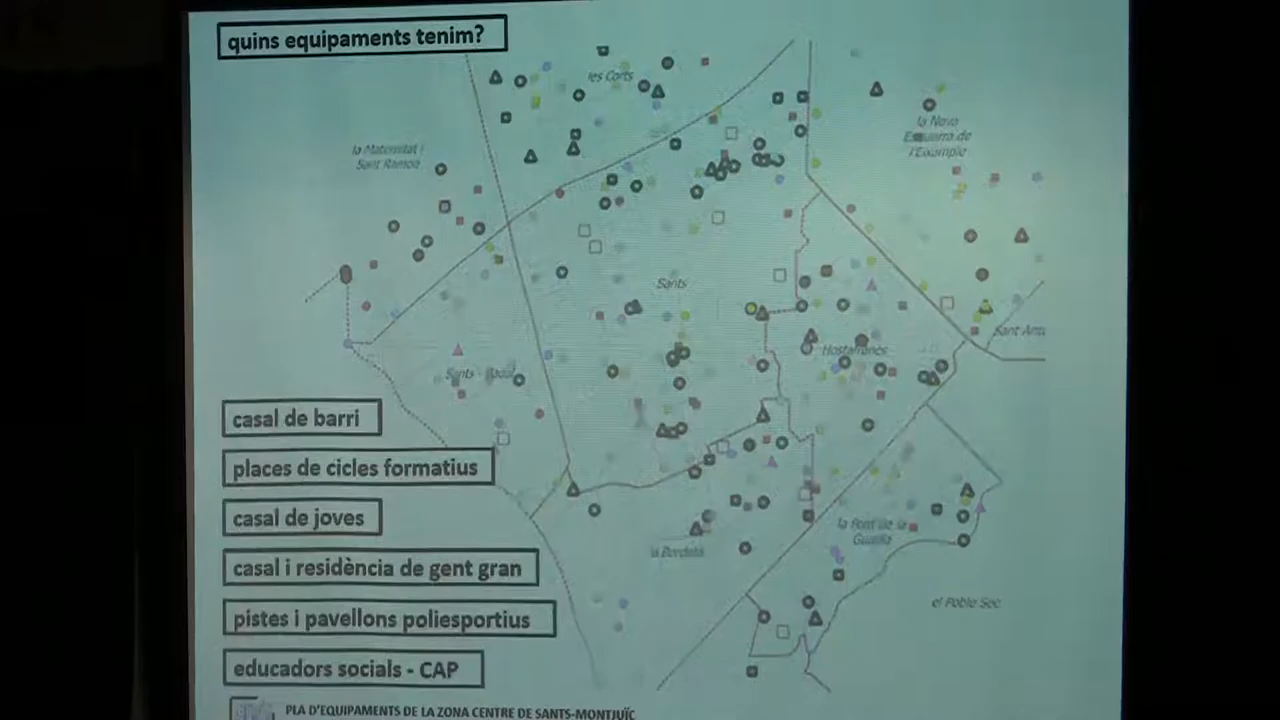 quins equipaments tenim?
les Corts
la Nova
Esquerra de
l'Eixample
la Maternitat i
Sant Ramon
Sants
Sant Anto
Hostafrancs
Sants - Badal
casal de barri
places de cicles formatius
casal de joves
la Font de la
Guatlla
la Bordeta
casal i residència de gent gran
el Poble Sec
pistes i pavellons poliesportius
educadors socials - CAP
PLA D'EQUIPAMENTS DE LA ZONA CENTRE DE SANTS-MONTJUÏC